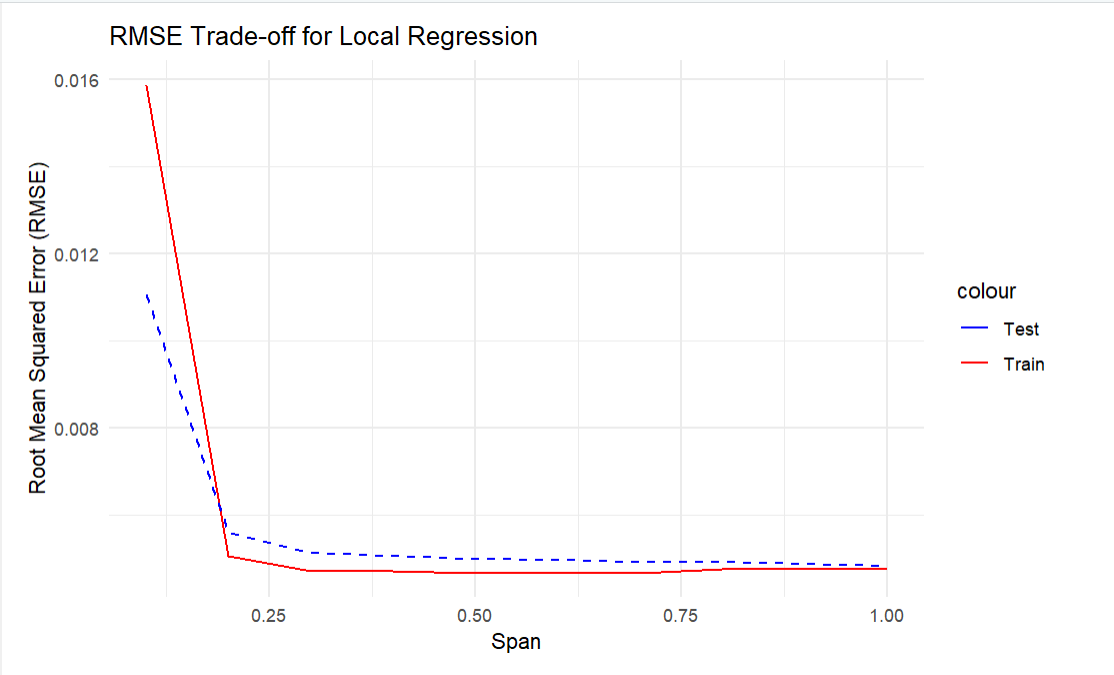 RMSE Trade-off for Local Regression
0.016
0.012
0.008
Root Mean Squared Error (RMSE)
0.25
0.50
0.75
1.00
Span
colour
Test
Train